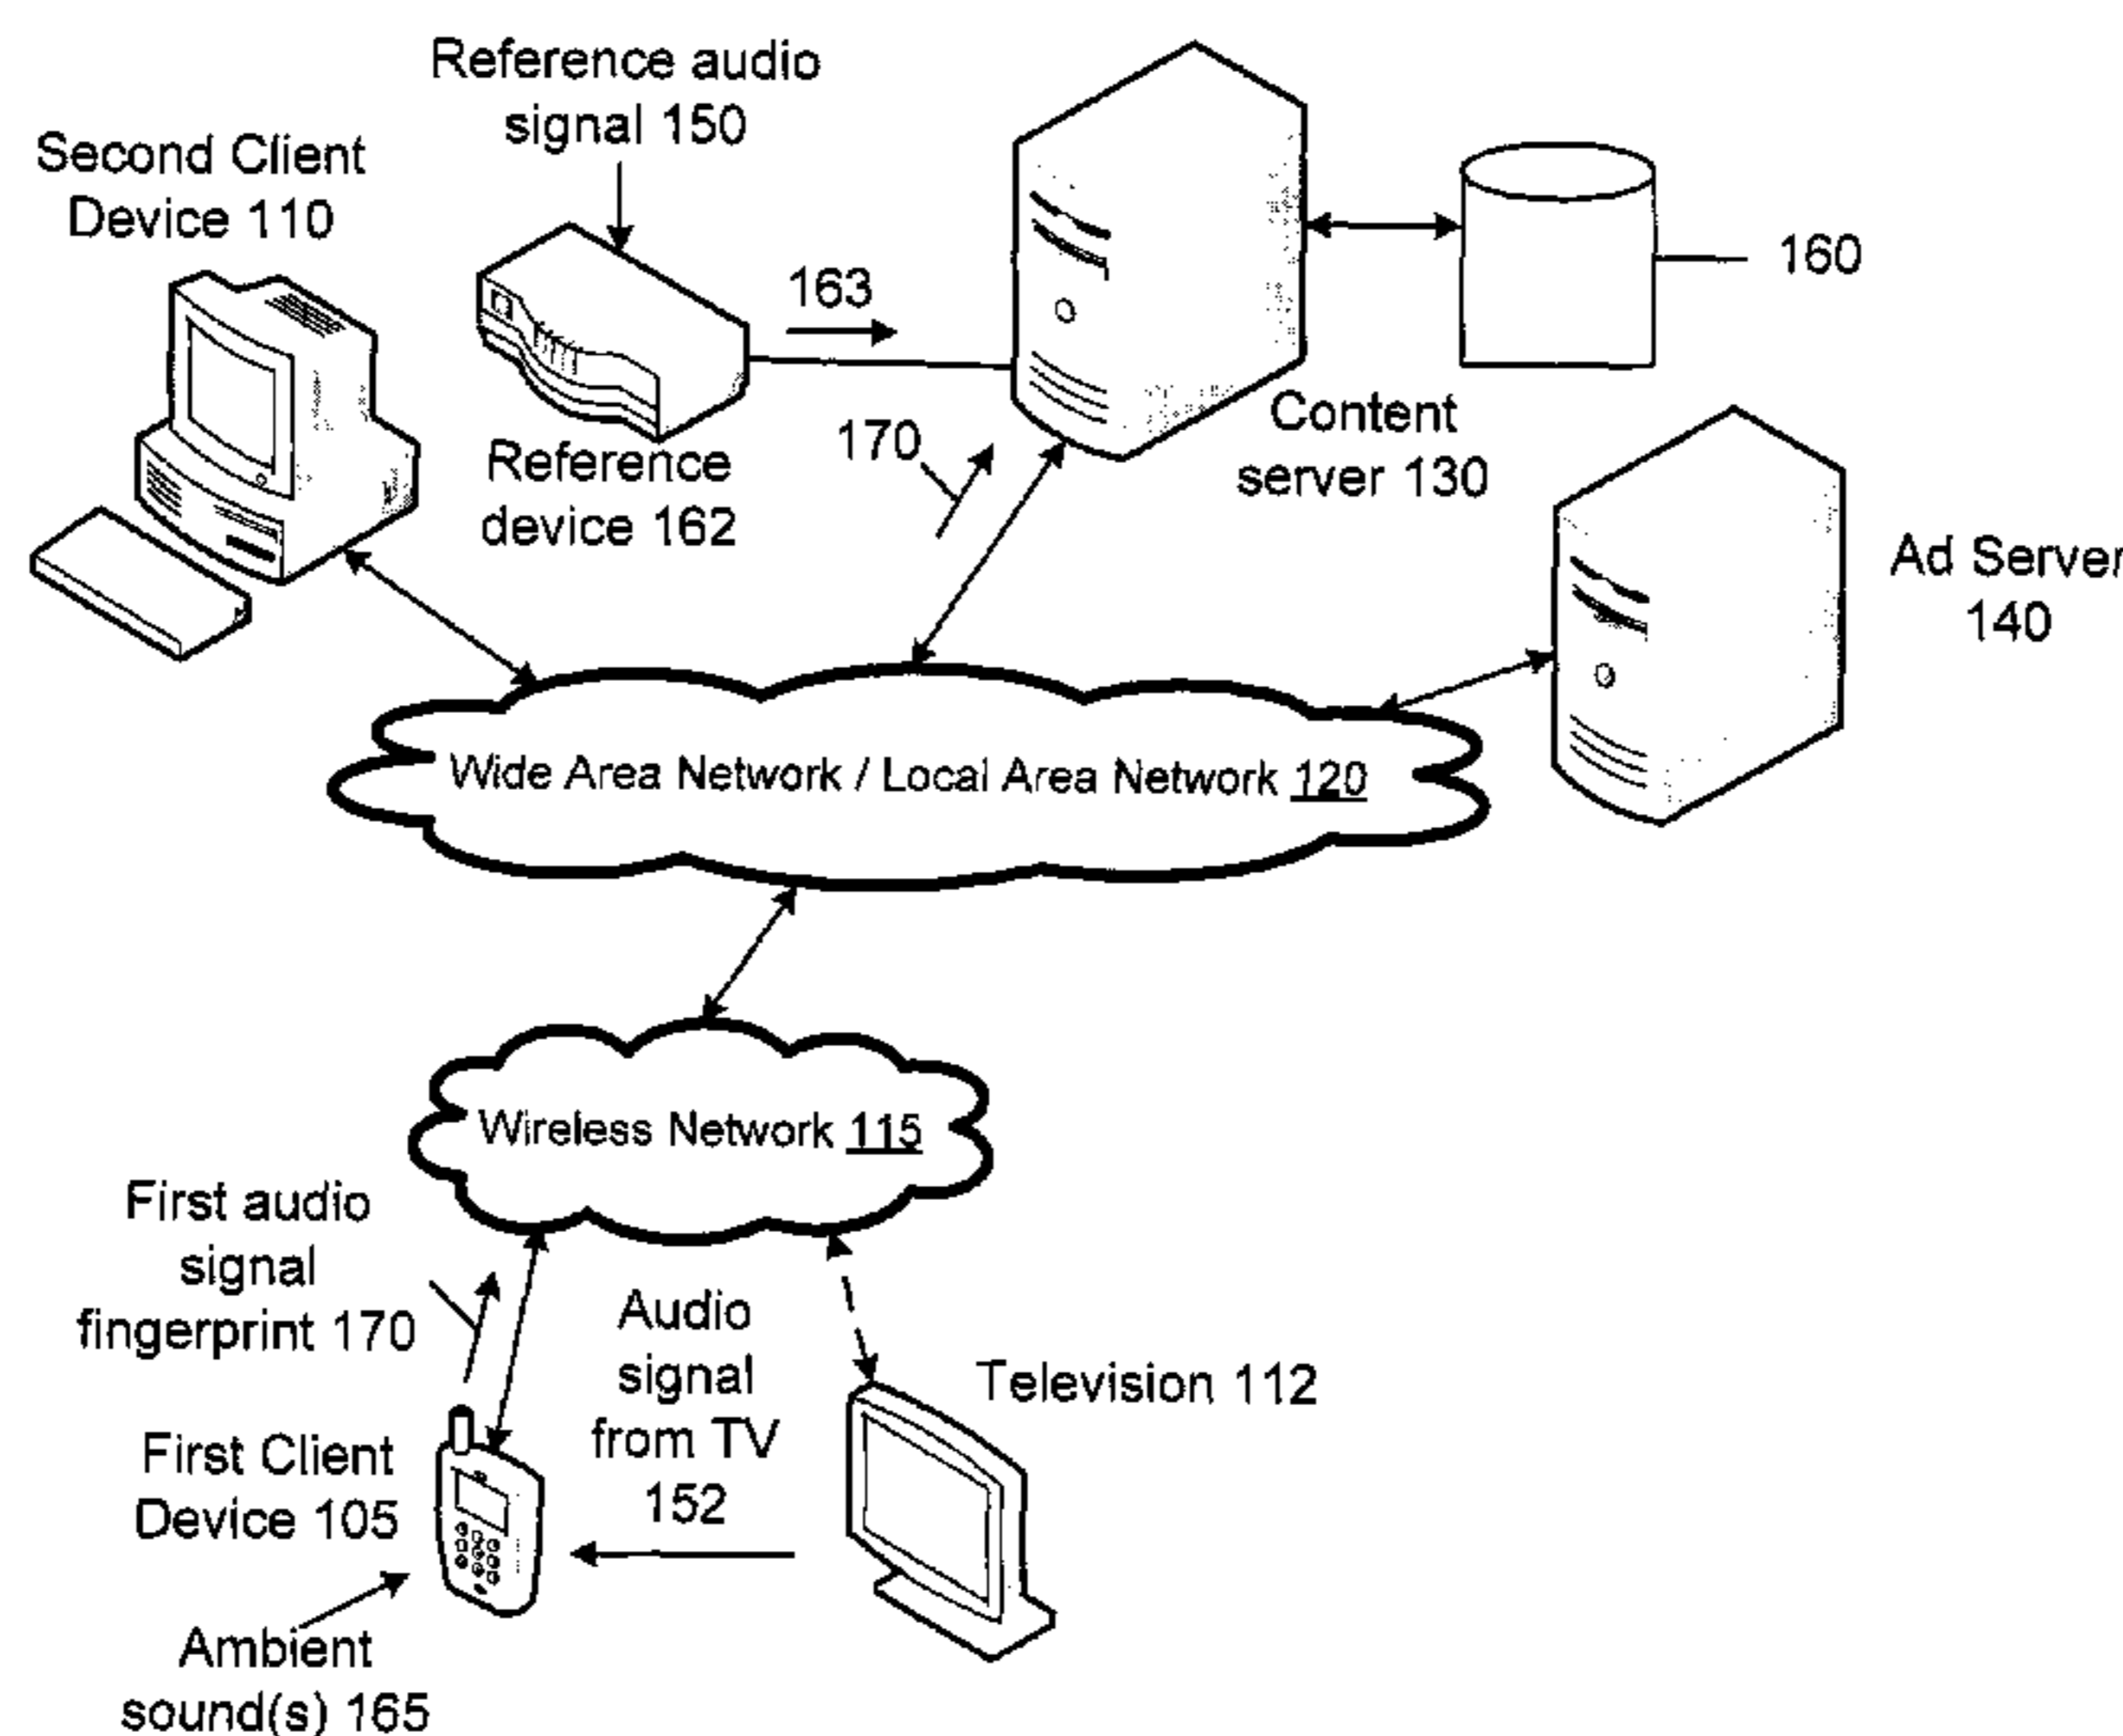 Reference audio
signal 150
Second Client
Device 110
163
160
Reference
device 162
170
Content
server 130
Ad Server
140
Wide Area Network / Local Area Network 120
Wireless Network 115
First audio
signal
fingerprint 170
Audio
signal
from TV
152
Television 112
First Client
Device 105
Ambient
sound(s) 165